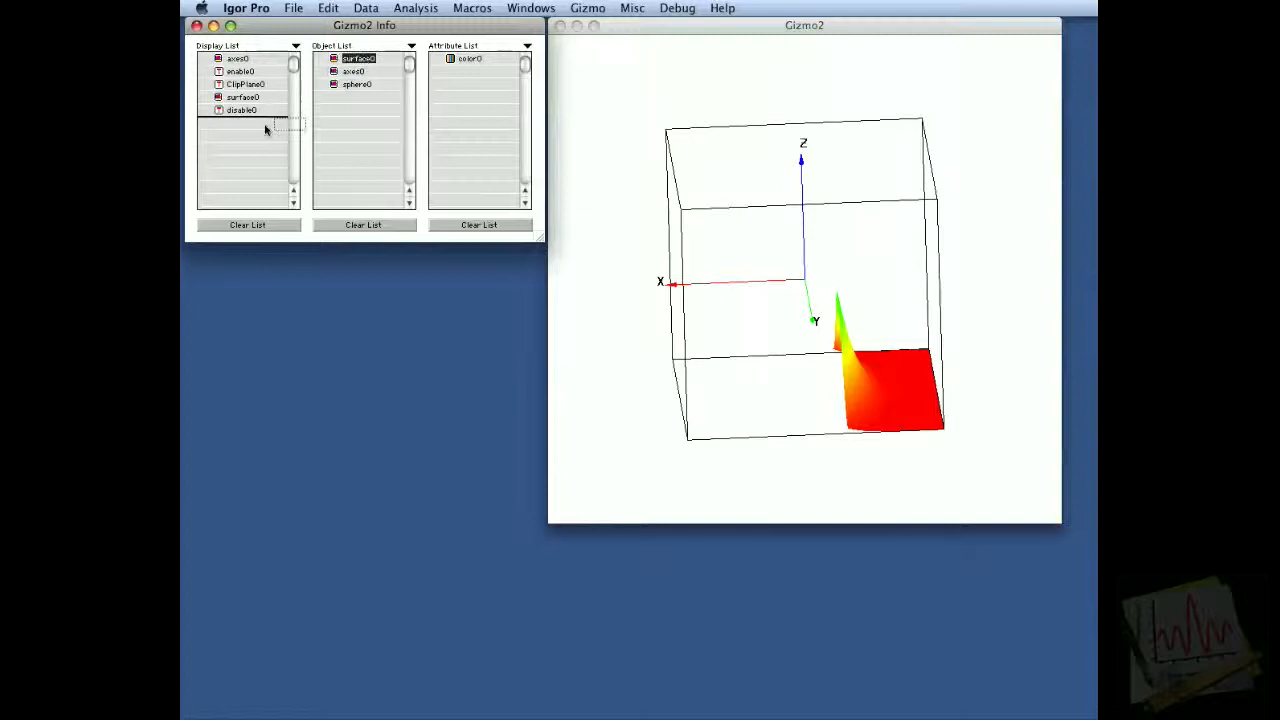 Igor Pro File Edit Data Analysis Macros Windows Gizmo Misc Debug Help
Gizmo2 Info
Gizmo2
Display List
Object List
Attribute List
axes0
enable0
ClipPlane0
surface0
disable0
surface0
axes0
sphere0
color0
Clear List
Clear List
Clear List
Z
X
Y